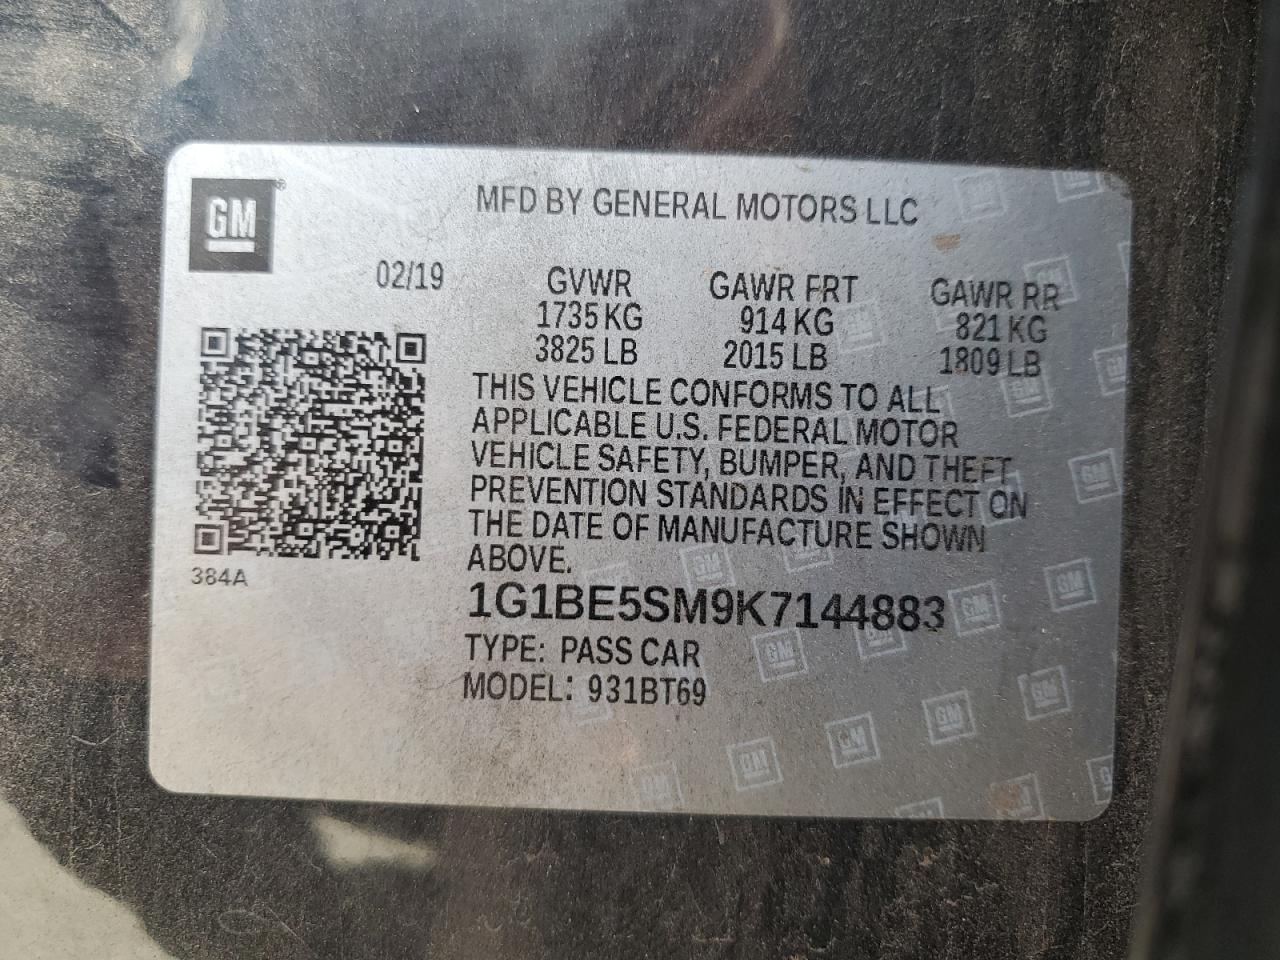 GM
MFD BY GENERAL MOTORS LLC
02/19
GVWR GAWR FRT GAWR RR
1735 KG 914 KG 821 KG
3825 LB 2015 LB 1809 LB
THIS VEHICLE CONFORMS TO ALL
APPLICABLE U.S. FEDERAL MOTOR
VEHICLE SAFETY, BUMPER, AND THEFT
PREVENTION STANDARDS IN EFFECT ON
THE DATE OF MANUFACTURE SHOWN
ABOVE.
384A
1G1BE5SM9K7144883
TYPE: PASS CAR
MODEL: 931BT69